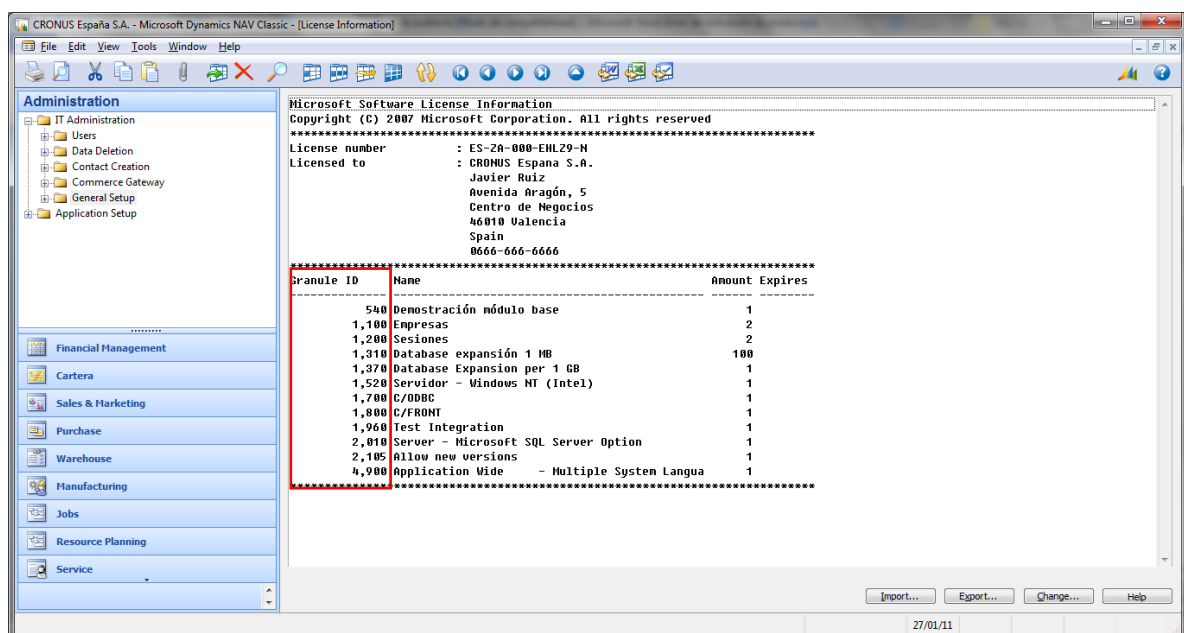 CRONUS España S.A. - Microsoft Dynamics NAV Classic - [License Information]
File Edit View Tools Window Help
Administration
IT Administration
Users
Data Deletion
Contact Creation
Commerce Gateway
General Setup
Application Setup
Financial Management
Cartera
Sales & Marketing
Purchase
Warehouse
Manufacturing
Jobs
Resource Planning
Service
Microsoft Software License Information
Copyright (C) 2007 Microsoft Corporation. All rights reserved
********************************************************************************
License number : ES-ZA-000-EHLZ9-N
Licensed to : CRONUS Espana S.A.
Javier Ruiz
Avenida Aragón, 5
Centro de Negocios
46010 Valencia
Spain
0666-666-6666
********************************************************************************
Granule ID Name Amount Expires
-------------- --------------------------------------------- ------ --------
540 Demostración módulo base 1
1,100 Empresas 2
1,200 Sesiones 2
1,310 Database expansión 1 MB 100
1,370 Database Expansion per 1 GB 1
1,520 Servidor - Windows NT (Intel) 1
1,700 C/ODBC 1
1,800 C/FRONT 1
1,960 Test Integration 1
2,010 Server - Microsoft SQL Server Option 1
2,105 Allow new versions 1
4,900 Application Wide - Multiple System Langua 1
********************************************************************************
Import... Export... Change... Help
27/01/11